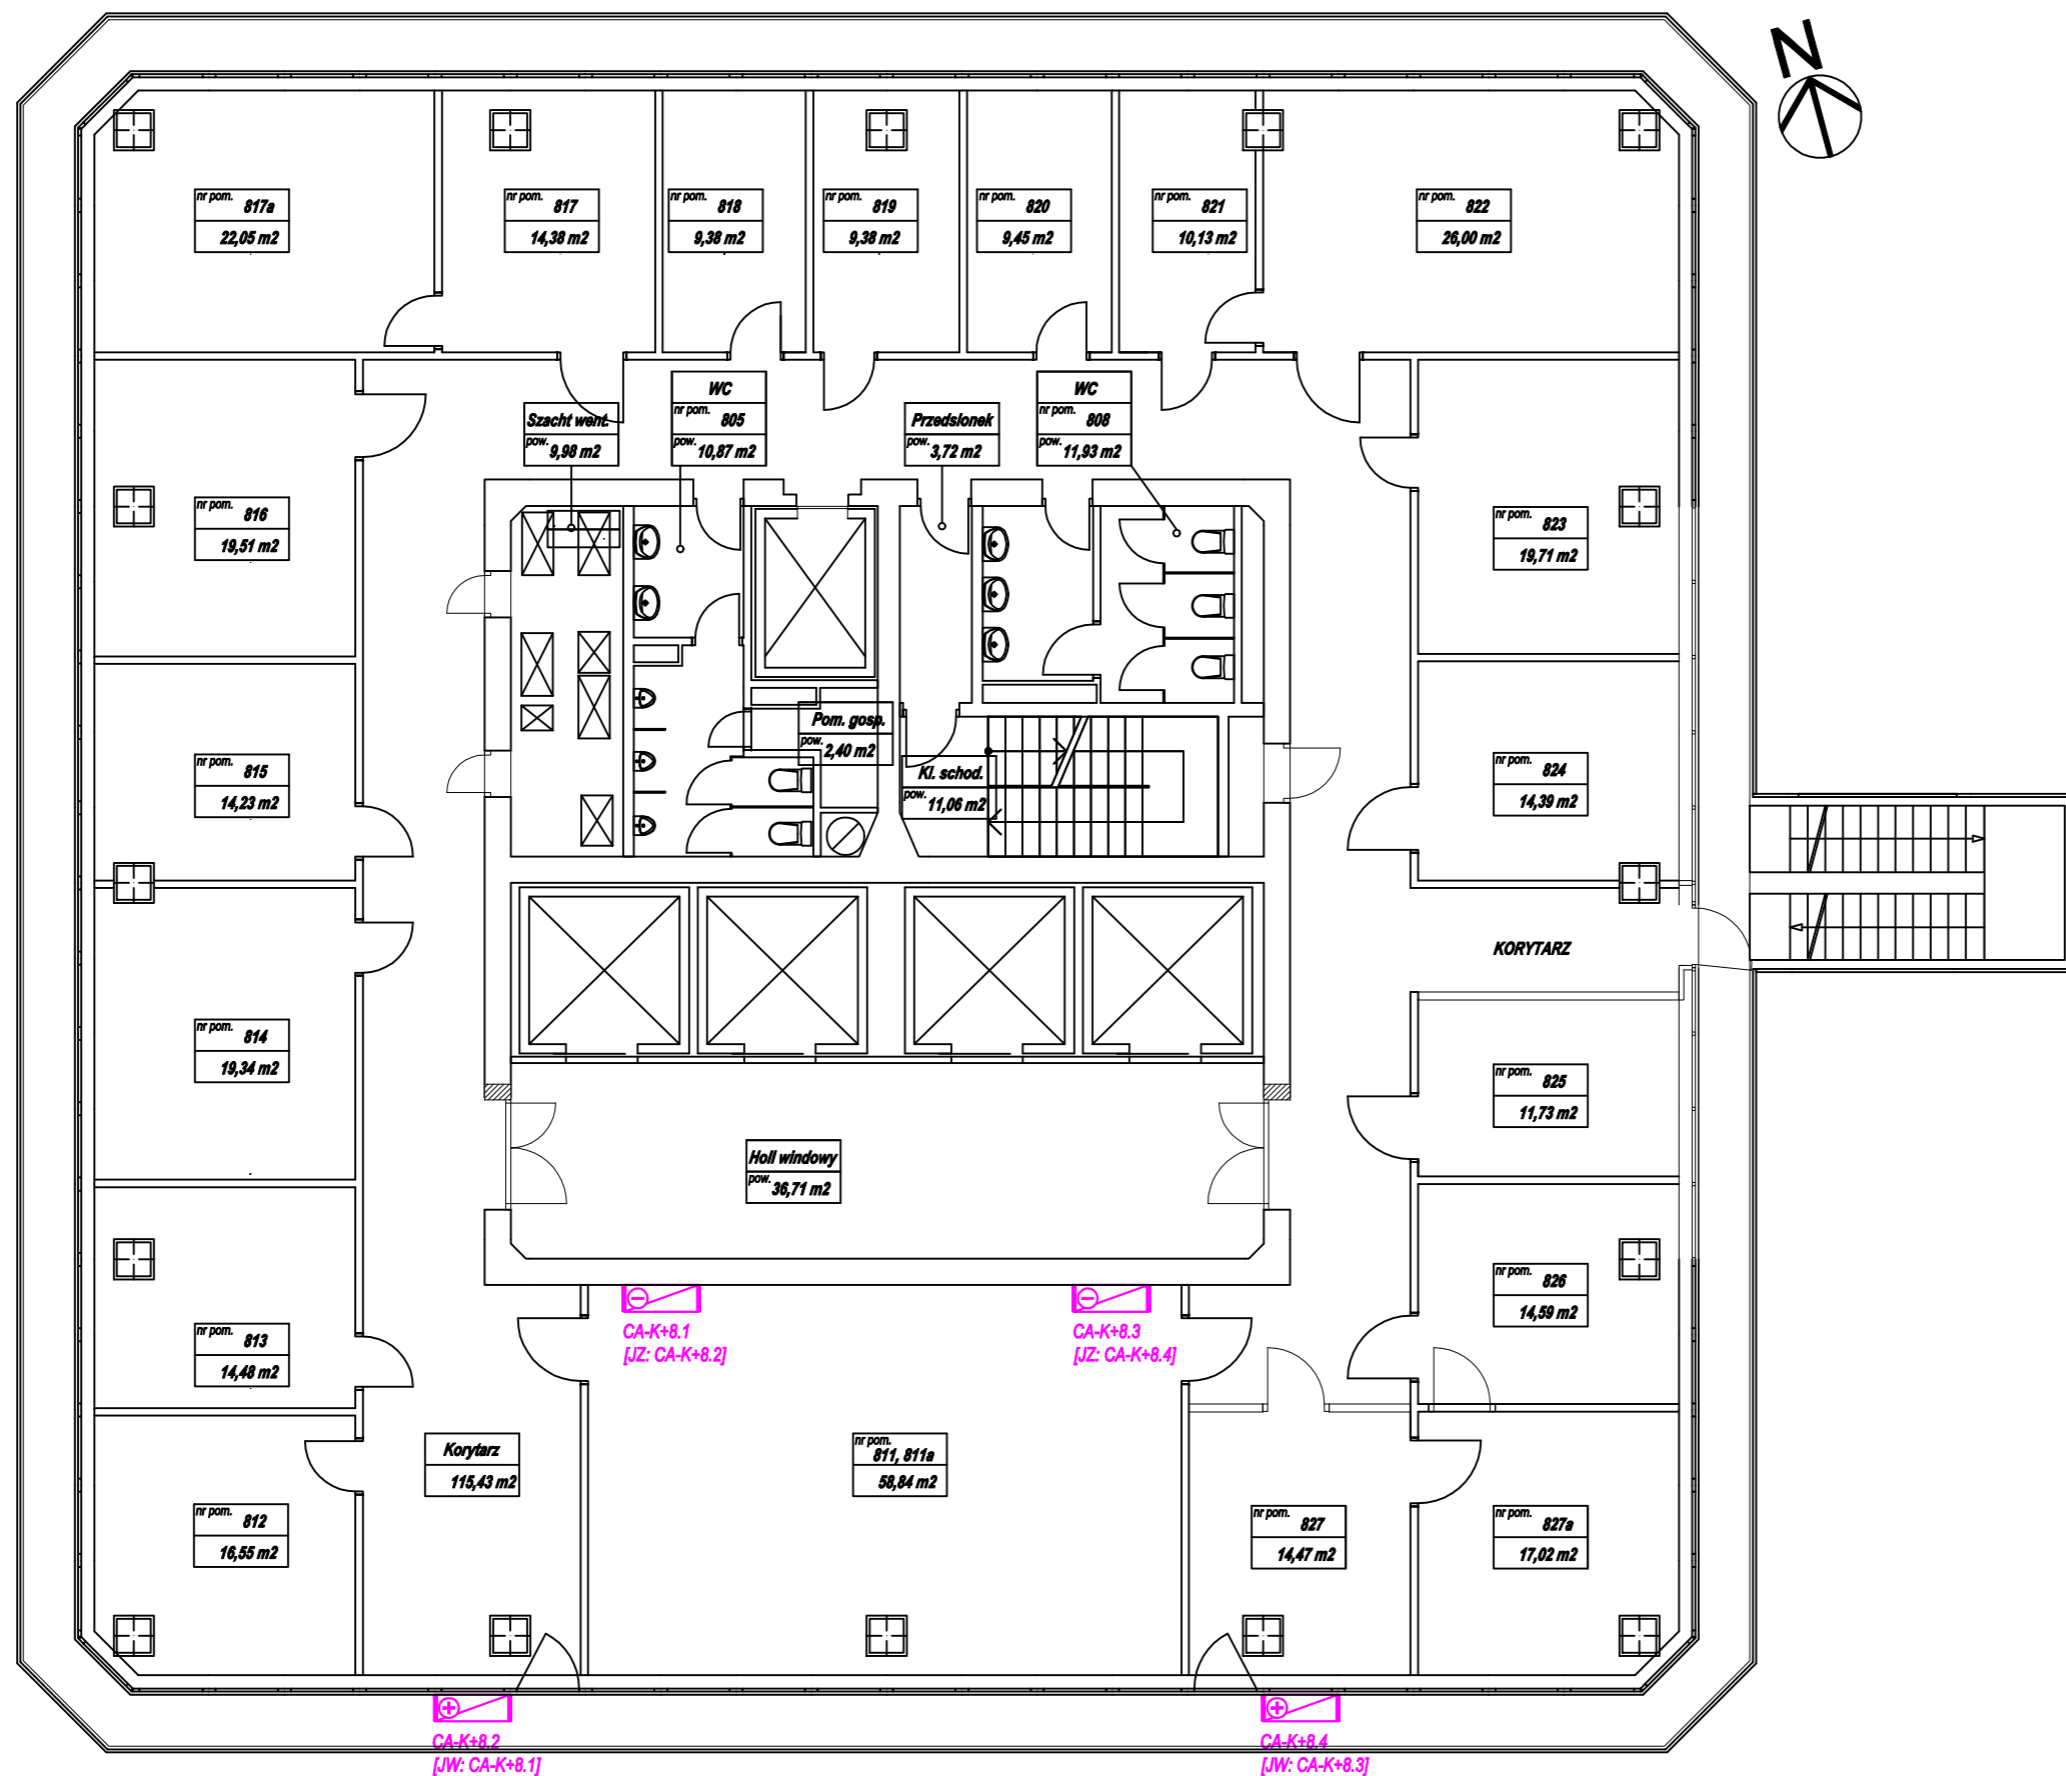 N
nr pom. 817a
22,05 m2
nr pom. 817
14,38 m2
nr pom. 818
9,38 m2
nr pom. 819
9,38 m2
nr pom. 820
9,45 m2
nr pom. 821
10,13 m2
nr pom. 822
26,00 m2
Szacht went.
pow. 9,98 m2
WC
nr pom. 805
pow. 10,87 m2
Przedsionek
pow. 3,72 m2
WC
nr pom. 808
pow. 11,93 m2
nr pom. 816
19,51 m2
nr pom. 823
19,71 m2
Pom. gosp.
pow. 2,40 m2
Kl. schod.
pow. 11,06 m2
nr pom. 815
14,23 m2
nr pom. 824
14,39 m2
KORYTARZ
nr pom. 814
19,34 m2
nr pom. 825
11,73 m2
Holl windowy
pow. 36,71 m2
nr pom. 826
14,59 m2
nr pom. 813
14,48 m2
CA-K+8.1
[JZ: CA-K+8.2]
CA-K+8.3
[JZ: CA-K+8.4]
Korytarz
115,43 m2
nr pom.
811, 811a
58,84 m2
nr pom. 812
16,55 m2
nr pom. 827
14,47 m2
nr pom. 827a
17,02 m2
CA-K+8.2
[JW: CA-K+8.1]
CA-K+8.4
[JW: CA-K+8.3]